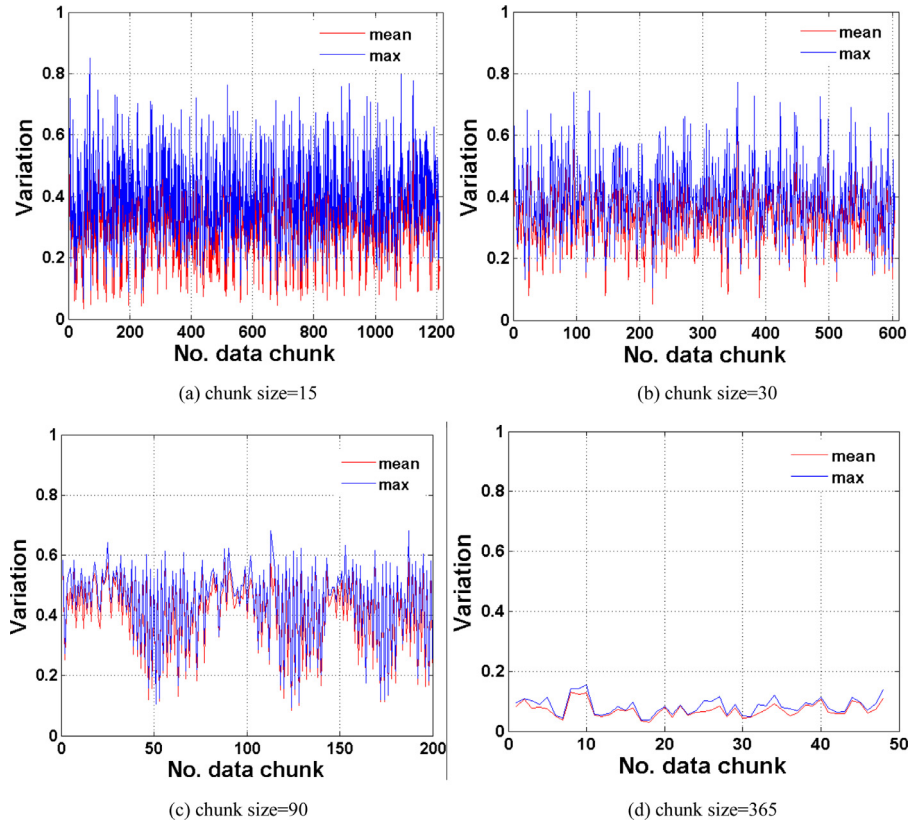 1
0.8
0.6
0.4
0.2
0
Variation
mean
max
0 200 400 600 800 1000 1200
No. data chunk
(a) chunk size=15
1
0.8
0.6
0.4
0.2
0
Variation
mean
max
0 100 200 300 400 500 600
No. data chunk
(b) chunk size=30
1
0.8
0.6
0.4
0.2
0
Variation
mean
max
0 50 100 150 200
No. data chunk
(c) chunk size=90
1
0.8
0.6
0.4
0.2
0
Variation
mean
max
0 10 20 30 40 50
No. data chunk
(d) chunk size=365